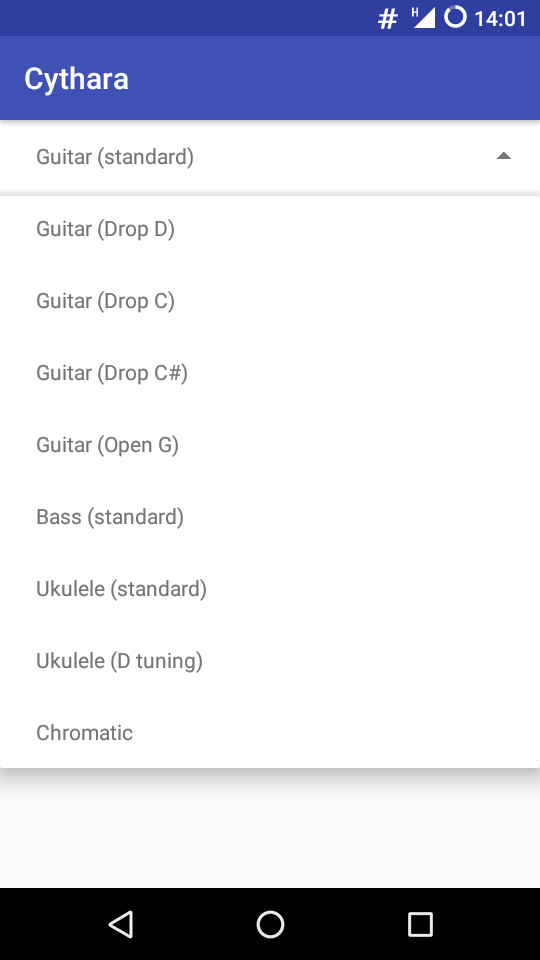 # H 14:01
Cythara
Guitar (standard)
Guitar (Drop D)
Guitar (Drop C)
Guitar (Drop C#)
Guitar (Open G)
Bass (standard)
Ukulele (standard)
Ukulele (D tuning)
Chromatic